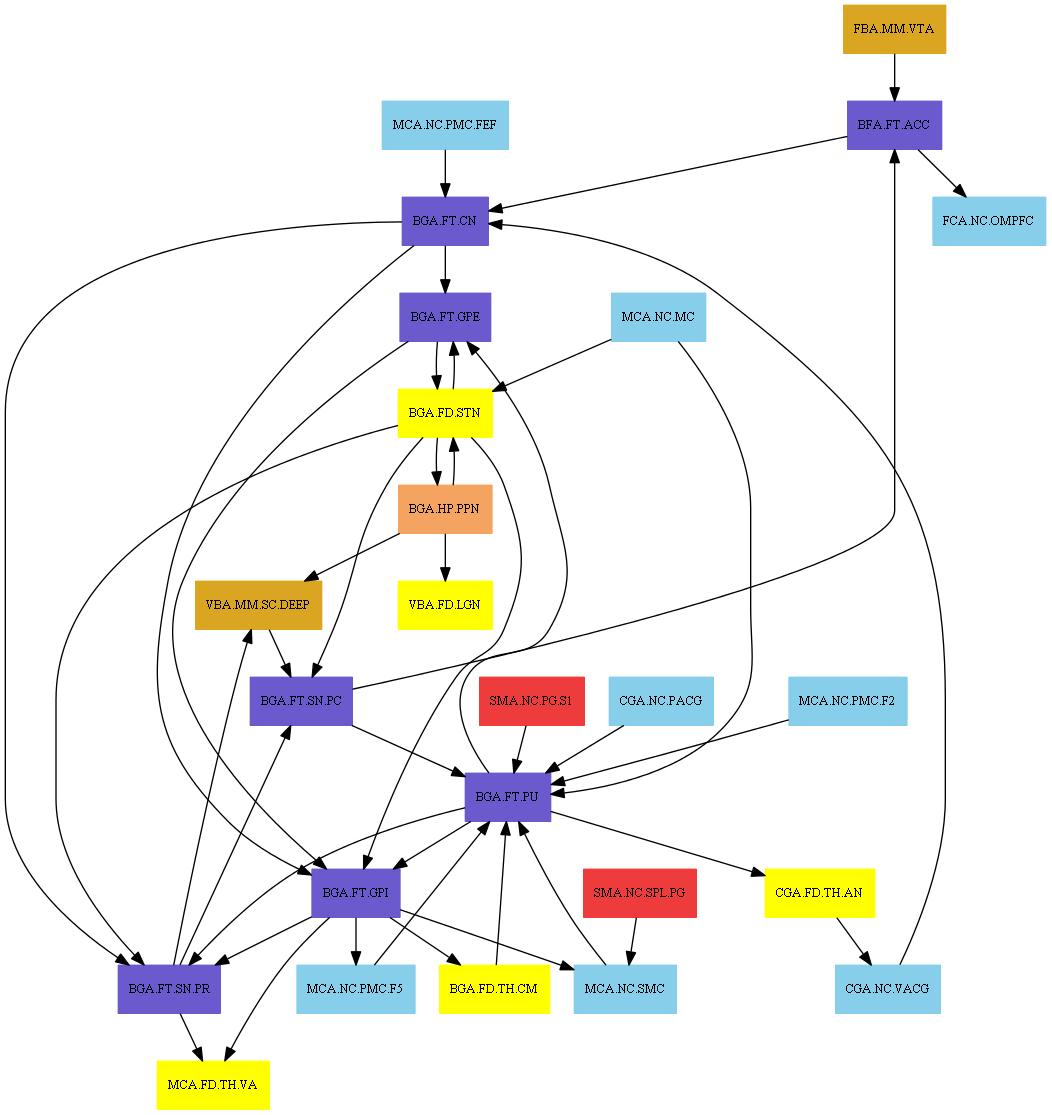 FBA.MM.VTA
MCA.NC.PMC.FEF
BFA.FT.ACC
BGA.FT.CN
FCA.NC.OMPFC
BGA.FT.GPE
MCA.NC.MC
BGA.FD.STN
BGA.HP.PPN
VBA.MM.SC.DEEP
VBA.FD.LGN
BGA.FT.SN.PC
SMA.NC.PG.S1
CGA.NC.PACG
MCA.NC.PMC.F2
BGA.FT.PU
BGA.FT.GPI
SMA.NC.SPL.PG
CGA.FD.TH.AN
BGA.FT.SN.PR
MCA.NC.PMC.F5
BGA.FD.TH.CM
MCA.NC.SMC
CGA.NC.VACG
MCA.FD.TH.VA